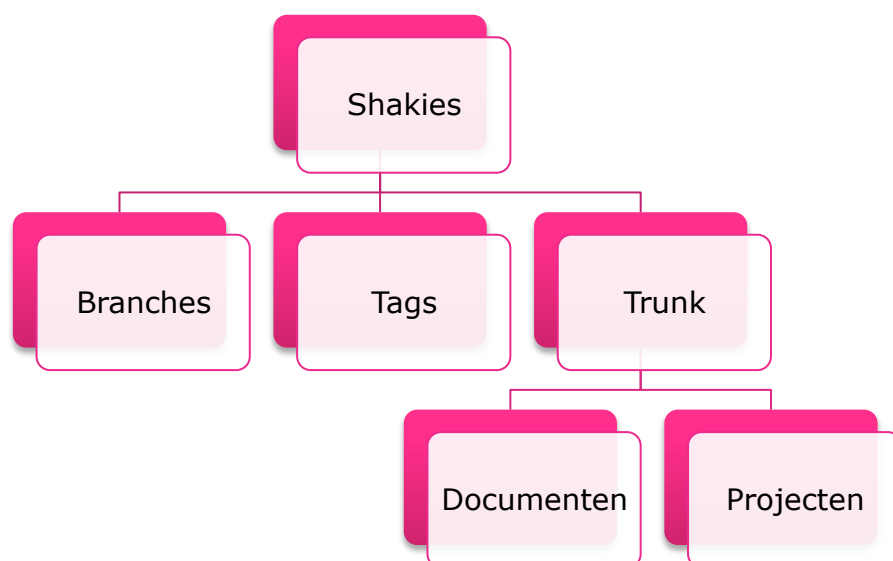 Shakies
Branches
Tags
Trunk
Documenten
Projecten